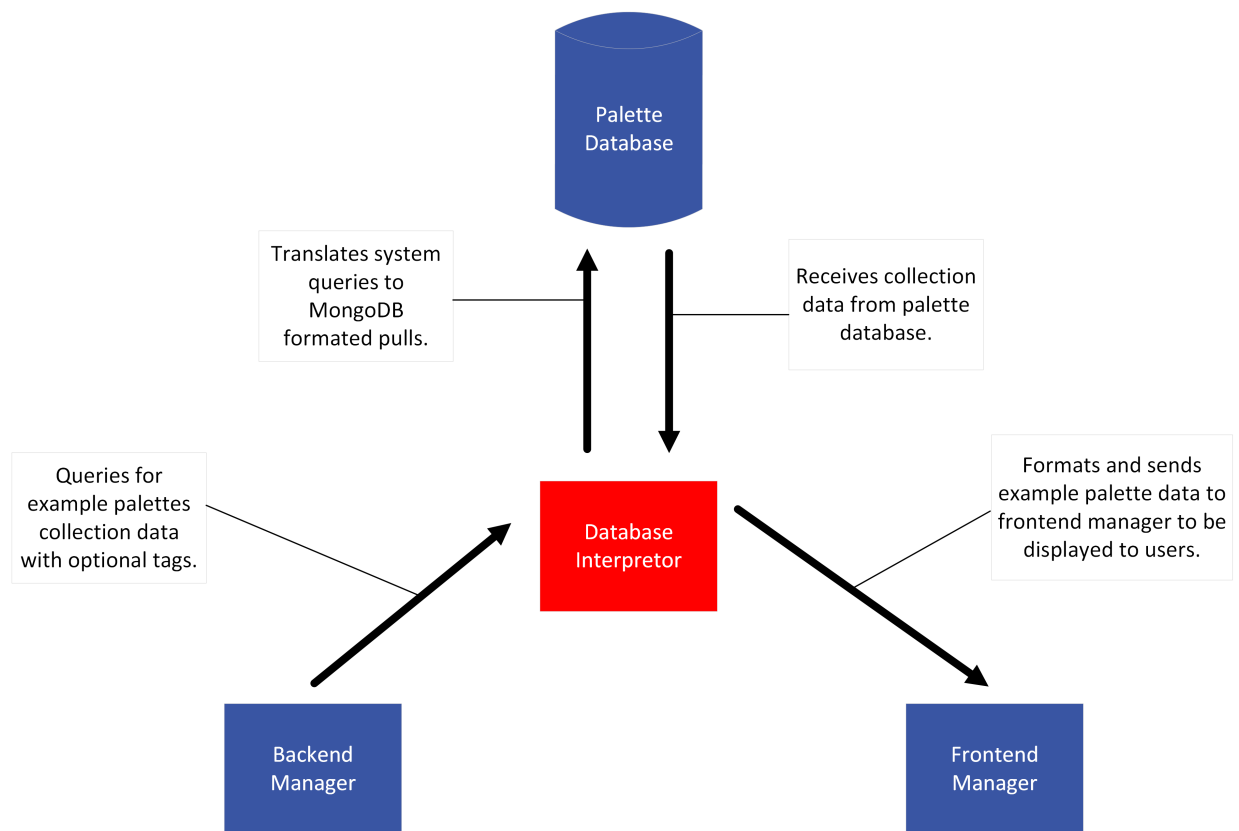 Palette
Database
Translates system
queries to
MongoDB
formated pulls.
Receives collection
data from palette
database.
Queries for
example palettes
collection data
with optional tags.
Database
Interpretor
Formats and sends
example palette data to
frontend manager to be
displayed to users.
Backend
Manager
Frontend
Manager